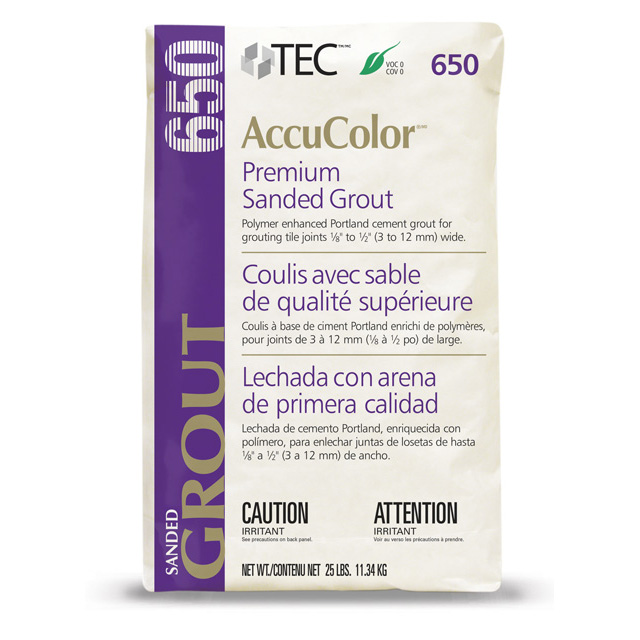 650
SANDED
GROUT
TEC™/MC
VOC 0
COV 0
650
AccuColor
Premium
Sanded Grout
Polymer enhanced Portland cement grout for
grouting tile joints ⅛" to ½" (3 to 12 mm) wide.
Coulis avec sable
de qualité supérieure
Coulis à base de ciment Portland enrichi de polymères,
pour joints de 3 à 12 mm (⅛ à ½ po) de large.
Lechada con arena
de primera calidad
Lechada de cemento Portland, enriquecida con
polímero, para enlechar juntas de losetas de hasta
⅛" a ½" (3 a 12 mm) de ancho.
CAUTION
IRRITANT
See precautions on back panel.
ATTENTION
IRRITANT
Voir au verso les précautions à prendre.
NET WT./CONTENU NET 25 LBS. 11.34 KG